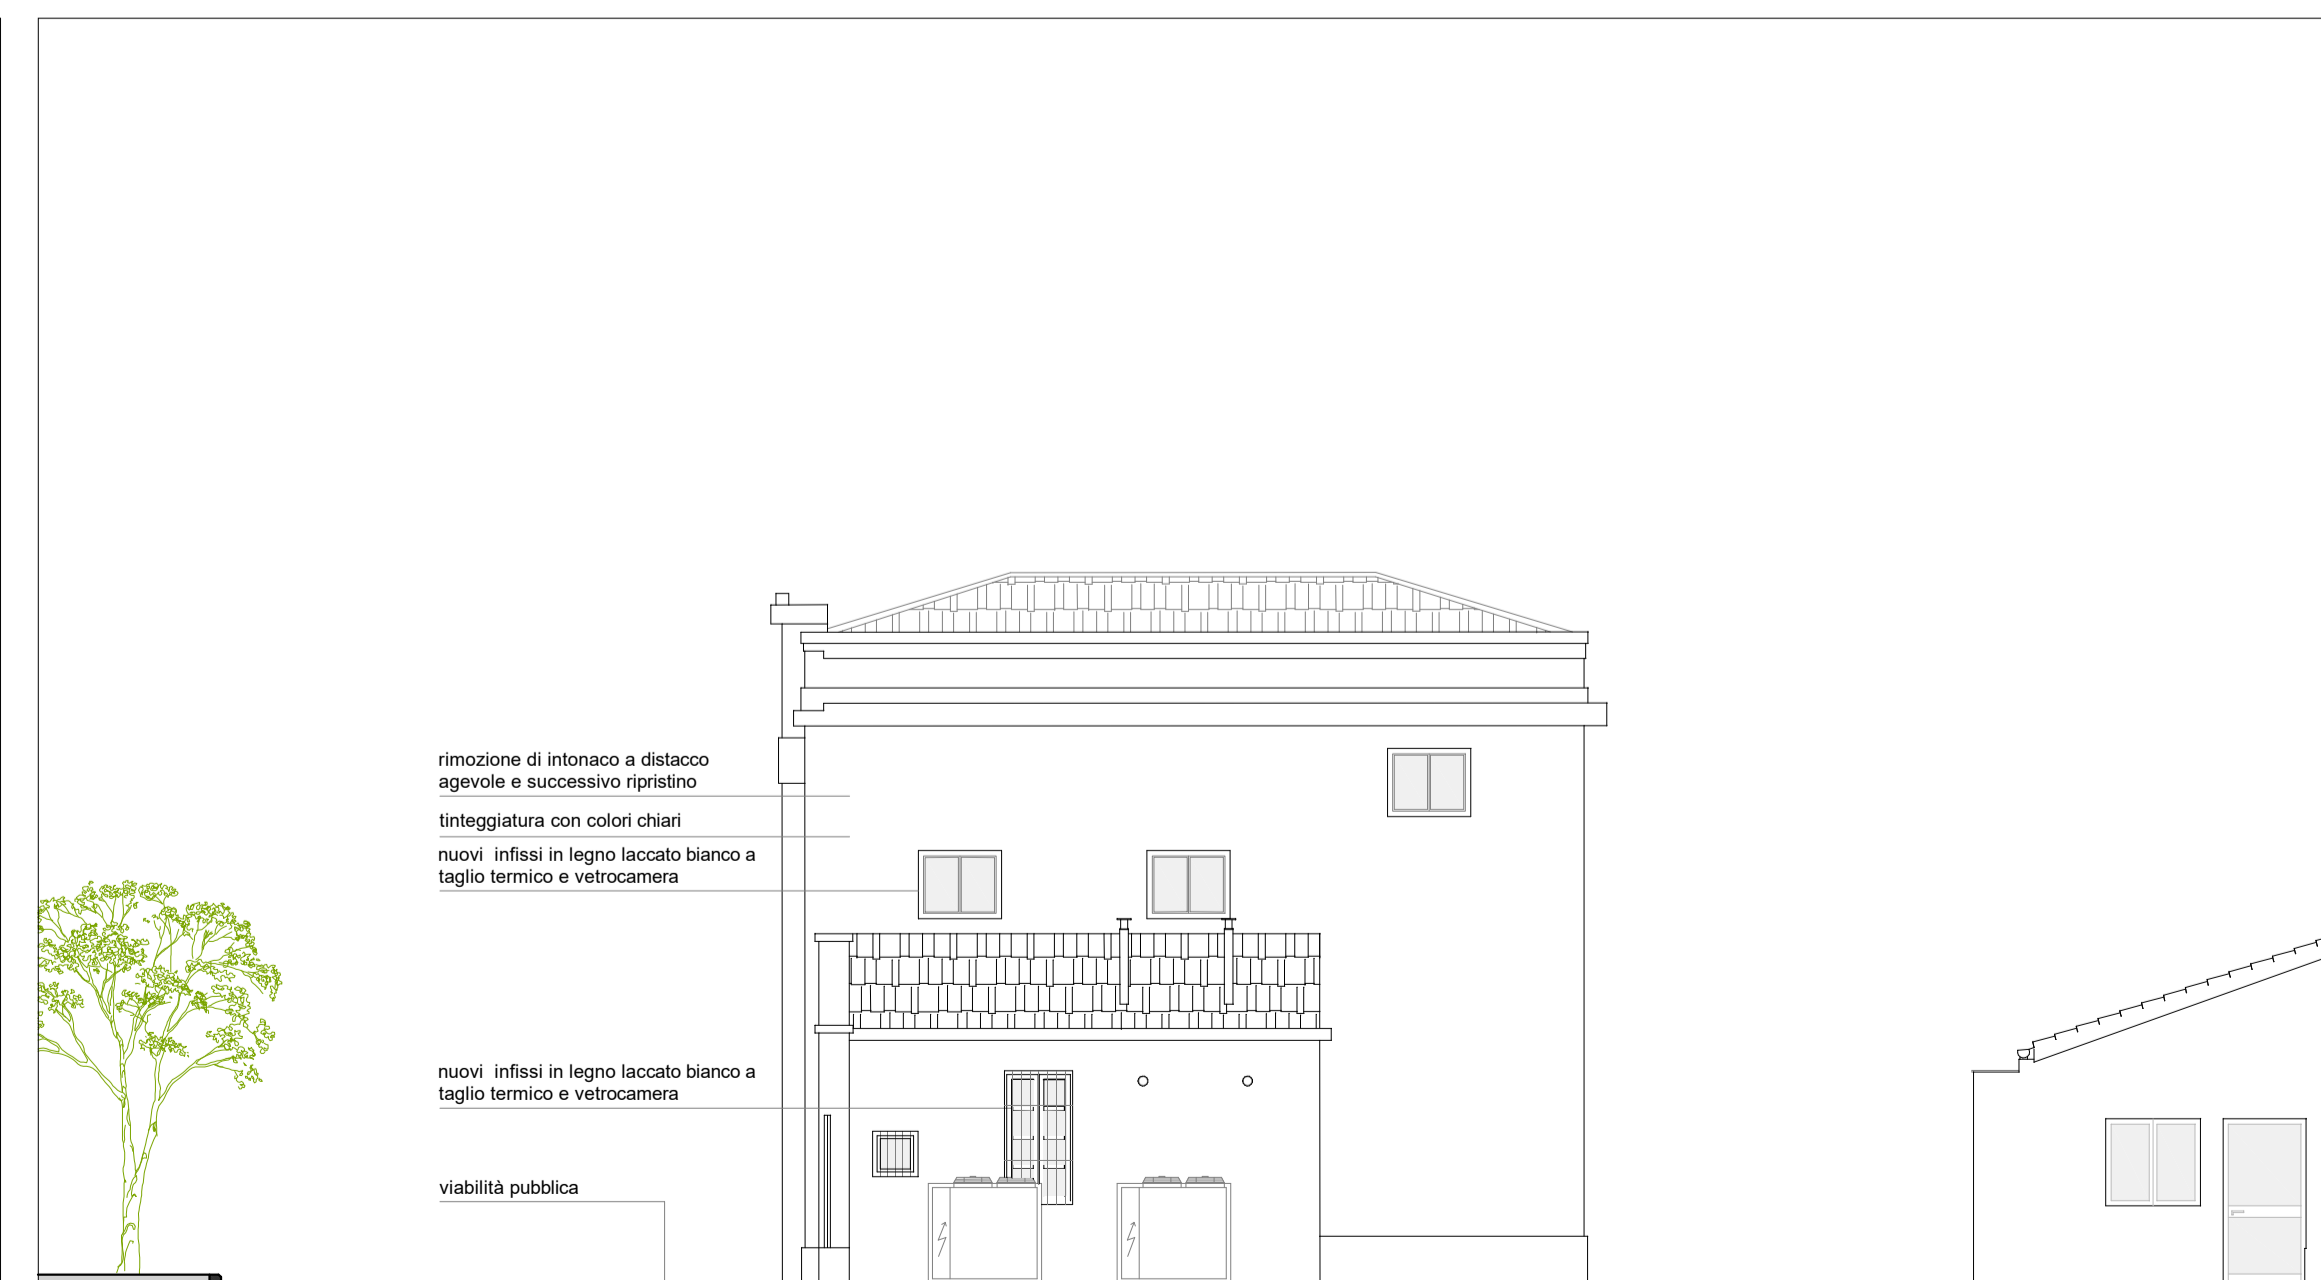 rimozione di intonaco a distacco
agevole e successivo ripristino
tinteggiatura con colori chiari
nuovi  infissi in legno laccato bianco a
taglio termico e vetrocamera
nuovi  infissi in legno laccato bianco a
taglio termico e vetrocamera
viabilità pubblica